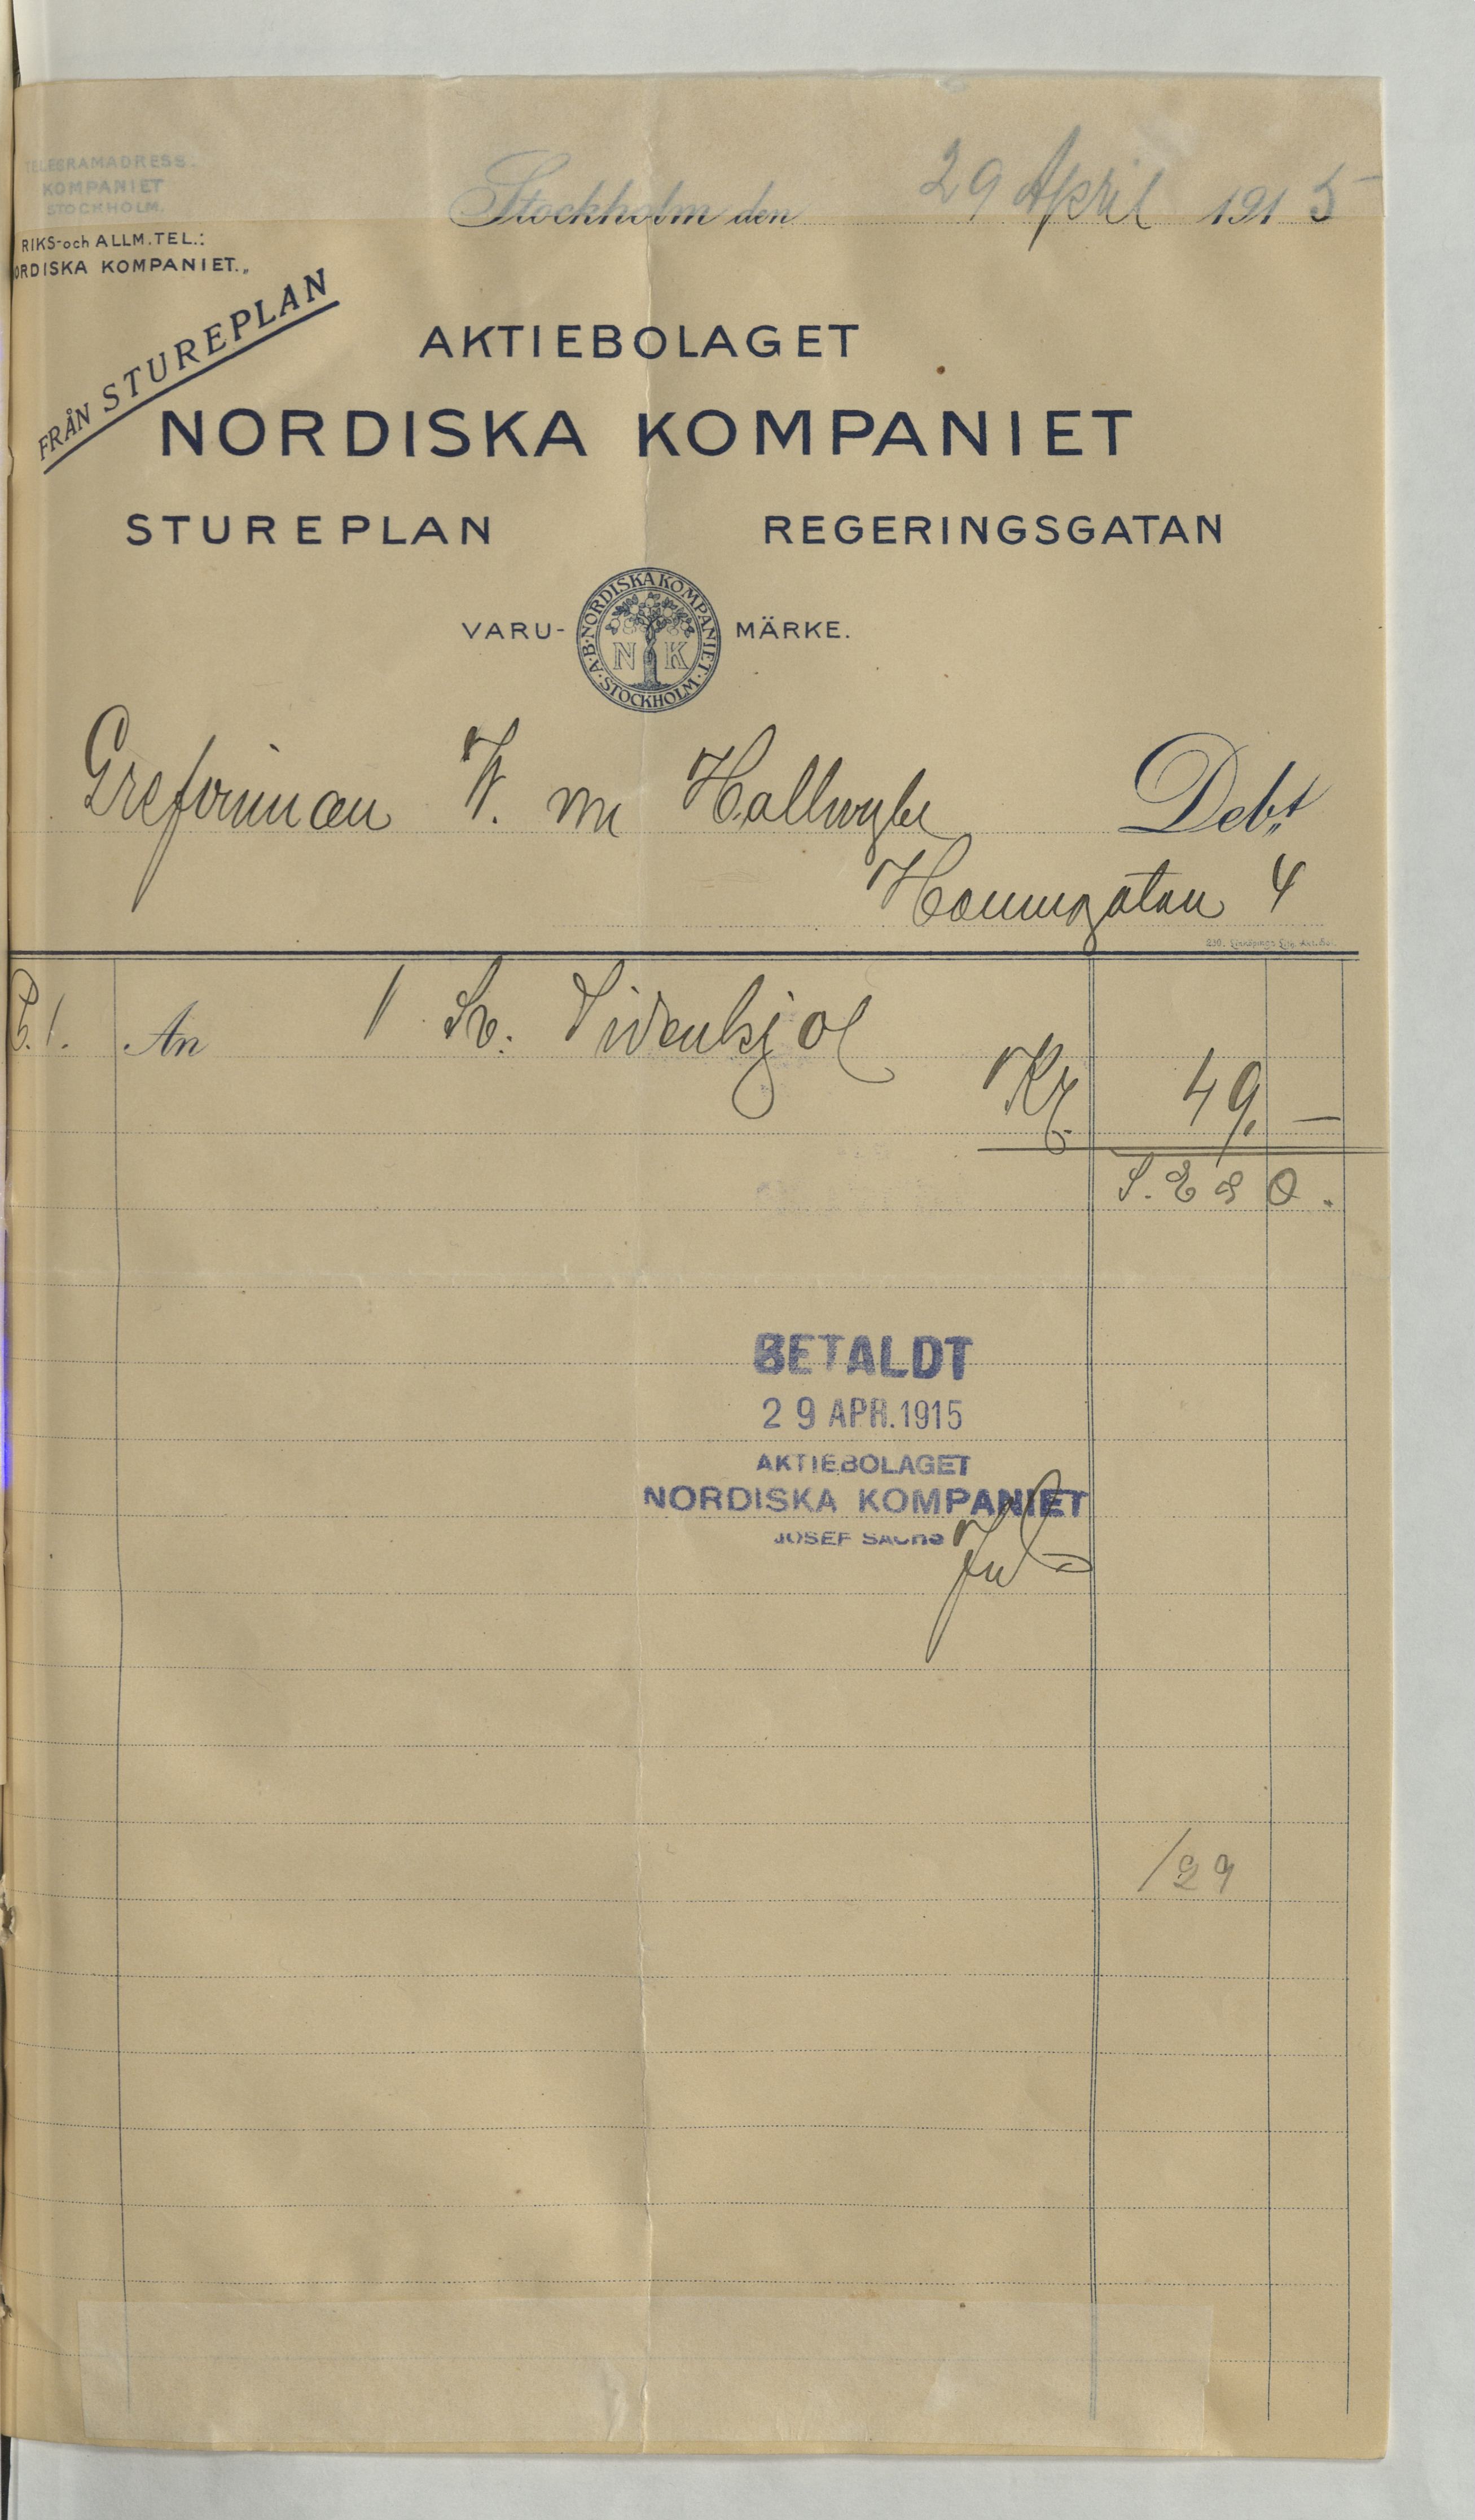 TELEGRAMADRESS.
KOMPANIET
STOCKHOLM.
Stockholm den 29 April 1915
RIKS-och ALLM.TEL.:
ORDISKA KOMPANIET.„
FRÅN STUREPLAN
AKTIEBOLAGET
NORDISKA KOMPANIET
STUREPLAN REGERINGSGATAN
VARU- MÄRKE.
A.B. NORDISKA KOMPANIET. STOCKHOLM.
N K
Grefvinnan W. von Hallwyl Debt
Hamngatan 4
An 1 Sv. Sidenkjol
Kr 49,—
S. E & O.
BETALDT
29 APR. 1915
AKTIEBOLAGET
NORDISKA KOMPANIET
JOSEF SACHS
/29